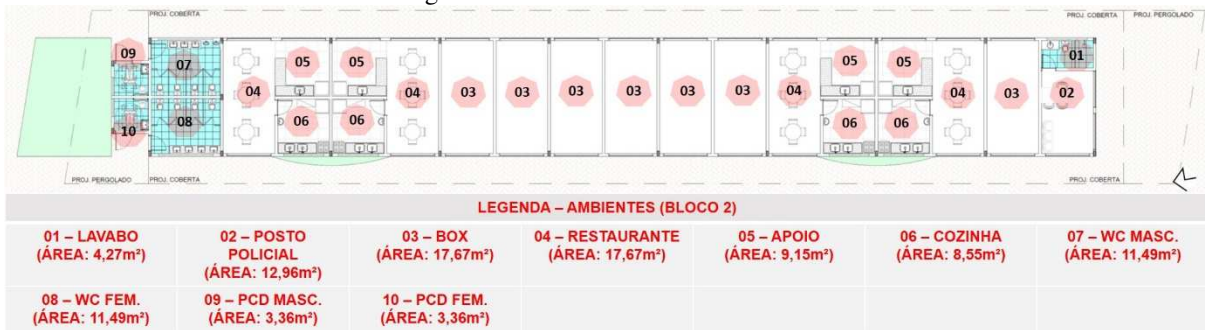 PROJ. COBERTA
PROJ. COBERTA
PROJ. PERGOLADO
09
07
04
05
05
04
03
03
03
03
03
03
04
05
05
04
03
01
02
10
08
06
06
06
06
PROJ. PERGOLADO
PROJ. COBERTA
PROJ. COBERTA
LEGENDA – AMBIENTES (BLOCO 2)
01 – LAVABO
(ÁREA: 4,27m²)
02 – POSTO
POLICIAL
(ÁREA: 12,96m²)
03 – BOX
(ÁREA: 17,67m²)
04 – RESTAURANTE
(ÁREA: 17,67m²)
05 – APOIO
(ÁREA: 9,15m²)
06 – COZINHA
(ÁREA: 8,55m²)
07 – WC MASC.
(ÁREA: 11,49m²)
08 – WC FEM.
(ÁREA: 11,49m²)
09 – PCD MASC.
(ÁREA: 3,36m²)
10 – PCD FEM.
(ÁREA: 3,36m²)